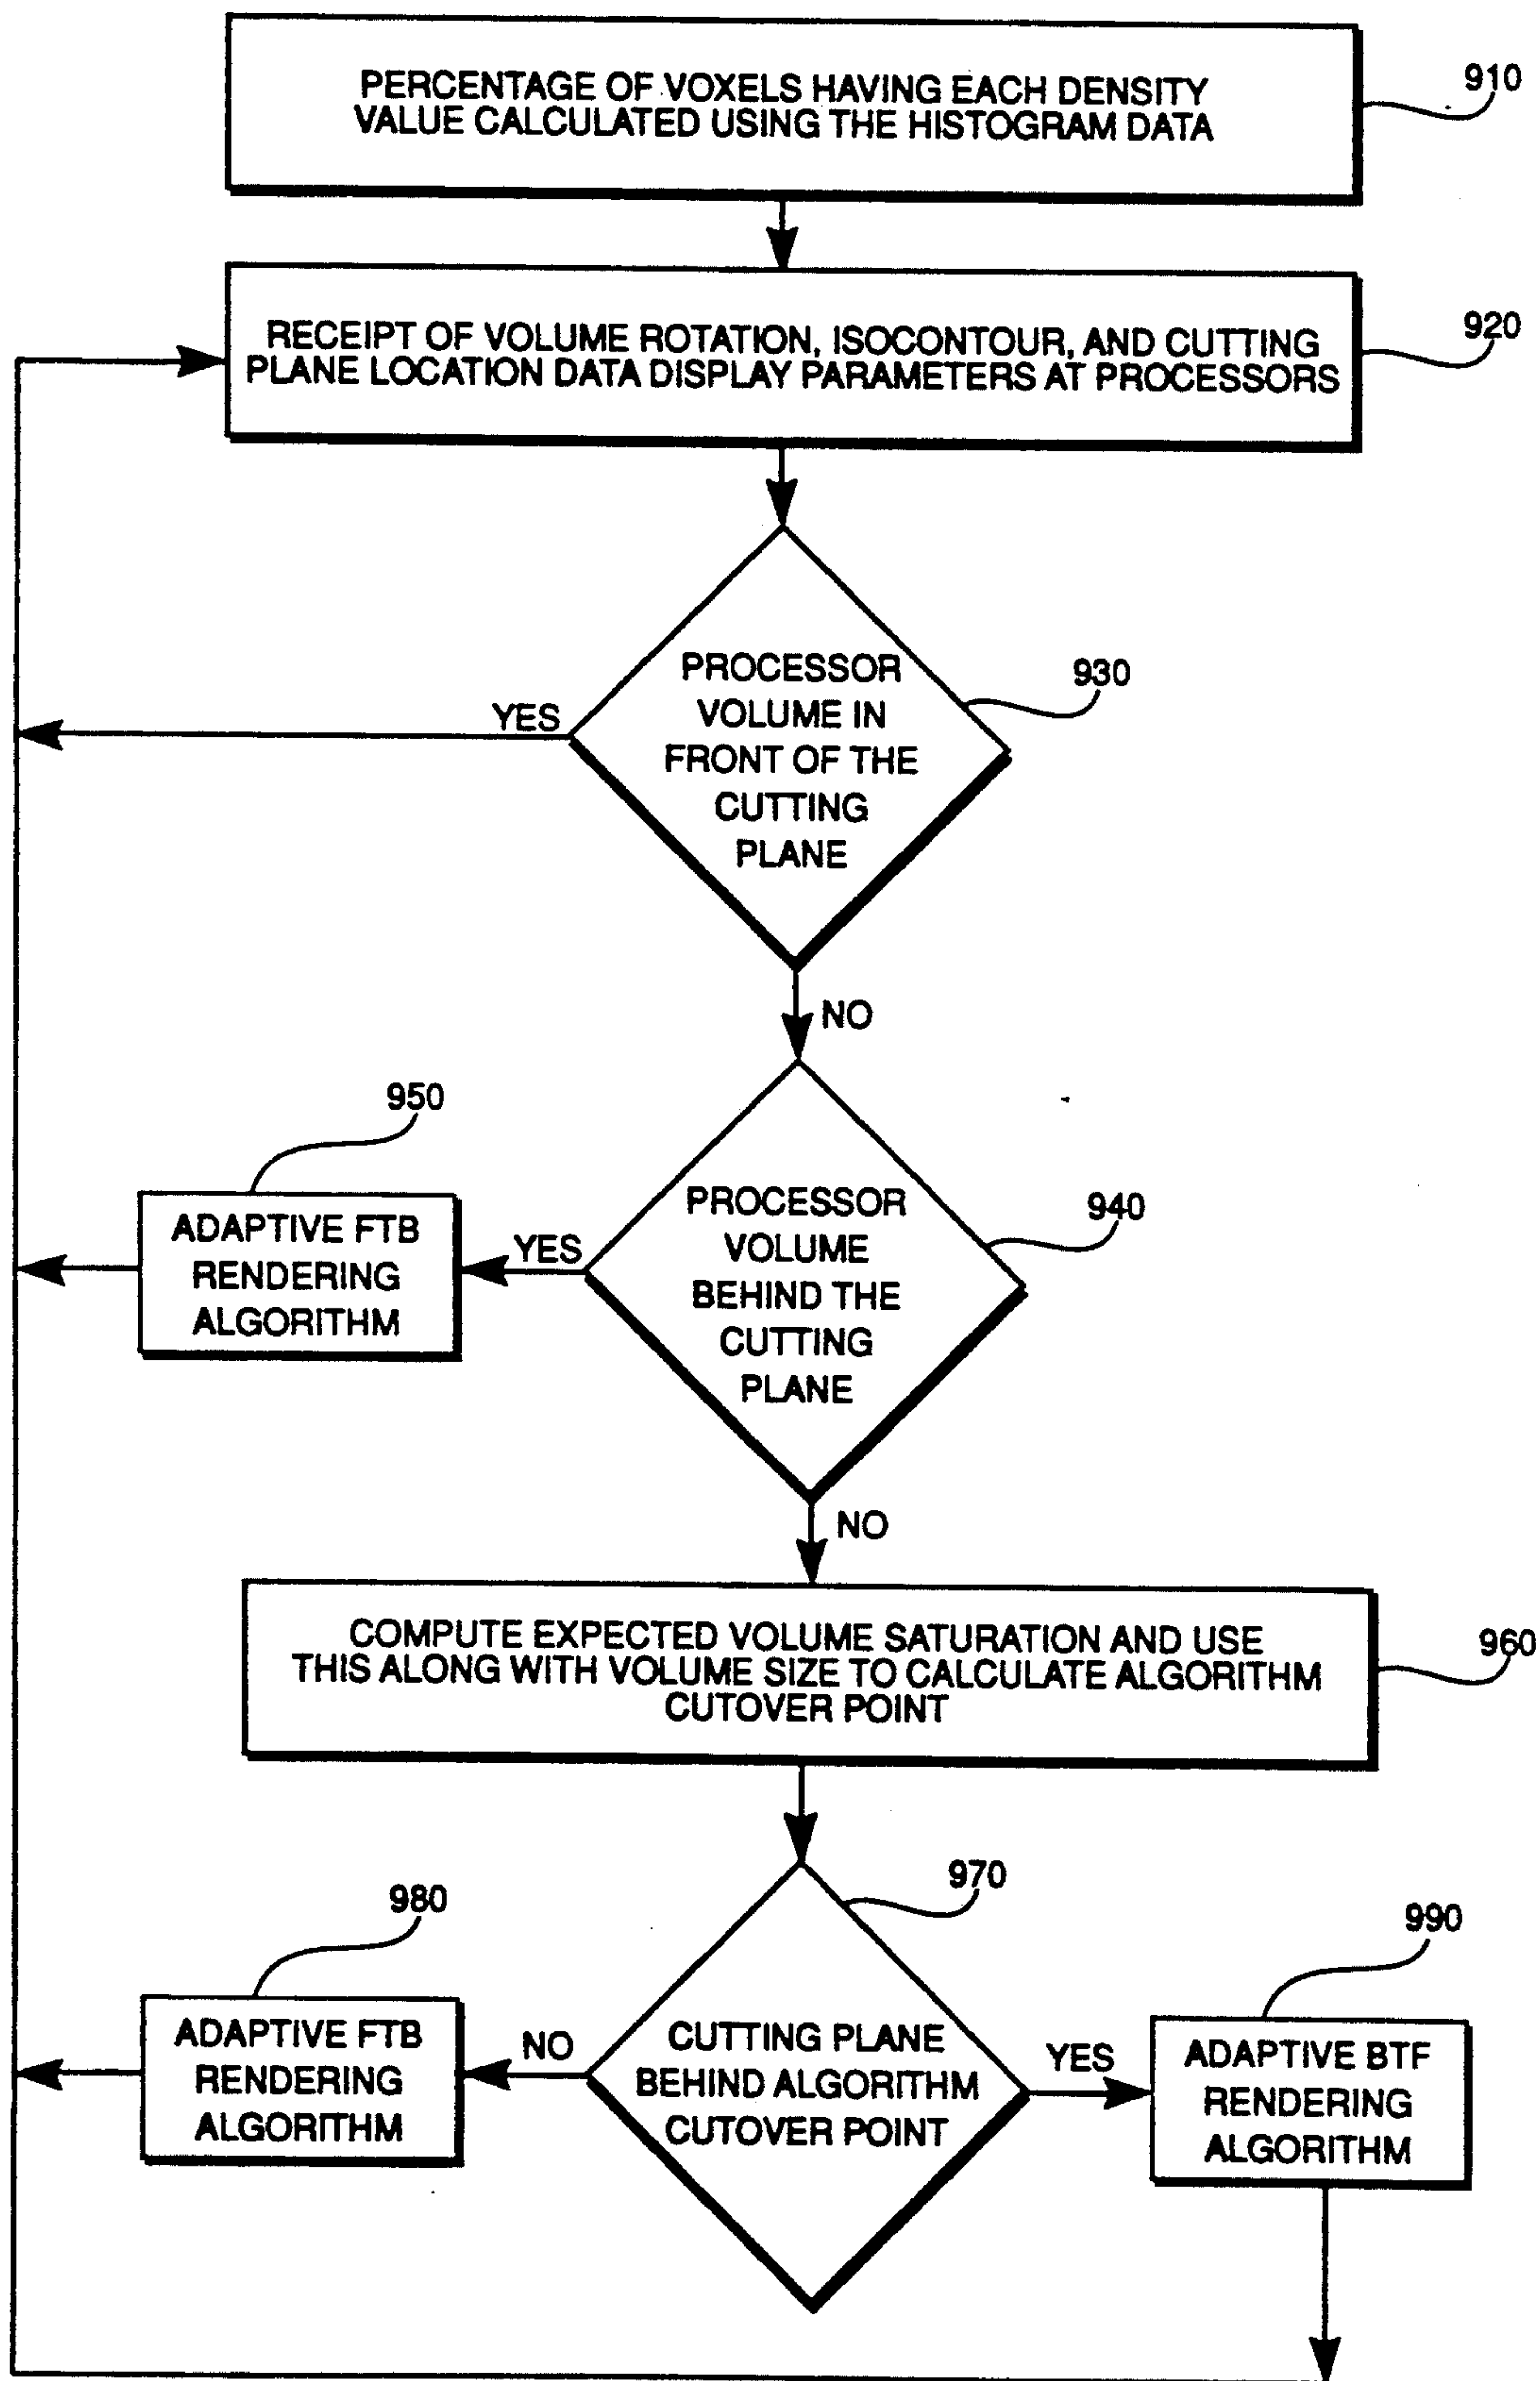 PERCENTAGE OF VOXELS HAVING EACH DENSITY
VALUE CALCULATED USING THE HISTOGRAM DATA
910
RECEIPT OF VOLUME ROTATION, ISOCONTOUR, AND CUTTING
PLANE LOCATION DATA DISPLAY PARAMETERS AT PROCESSORS
920
PROCESSOR
VOLUME IN
FRONT OF THE
CUTTING
PLANE
930
YES
NO
950
ADAPTIVE FTB
RENDERING
ALGORITHM
YES
PROCESSOR
VOLUME
BEHIND THE
CUTTING
PLANE
940
NO
COMPUTE EXPECTED VOLUME SATURATION AND USE
THIS ALONG WITH VOLUME SIZE TO CALCULATE ALGORITHM
CUTOVER POINT
960
980
ADAPTIVE FTB
RENDERING
ALGORITHM
NO
970
CUTTING PLANE
BEHIND ALGORITHM
CUTOVER POINT
YES
990
ADAPTIVE BTF
RENDERING
ALGORITHM